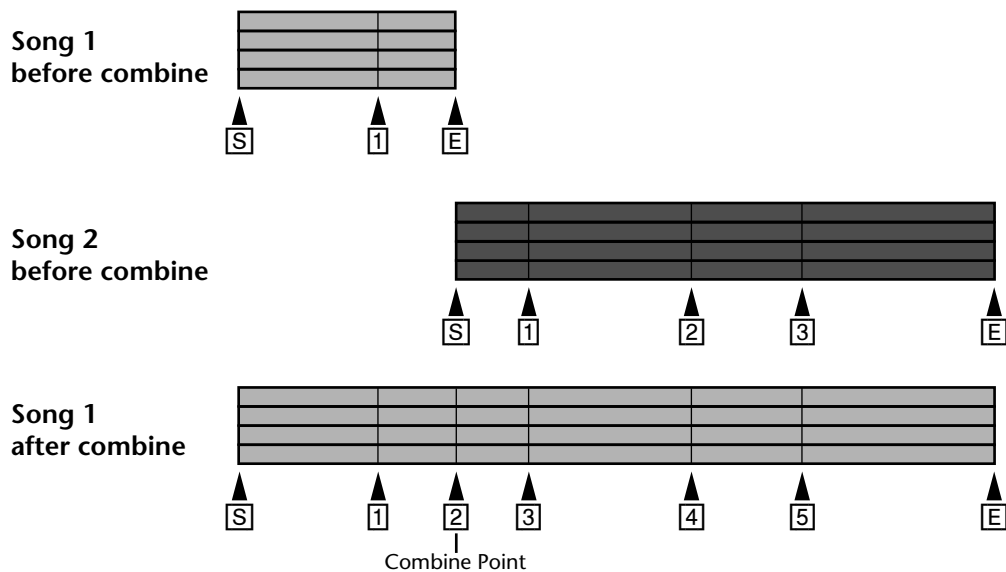 Song 1
before combine
S 1 E
Song 2
before combine
S 1 2 3 E
Song 1
after combine
S 1 2 3 4 5 E
Combine Point